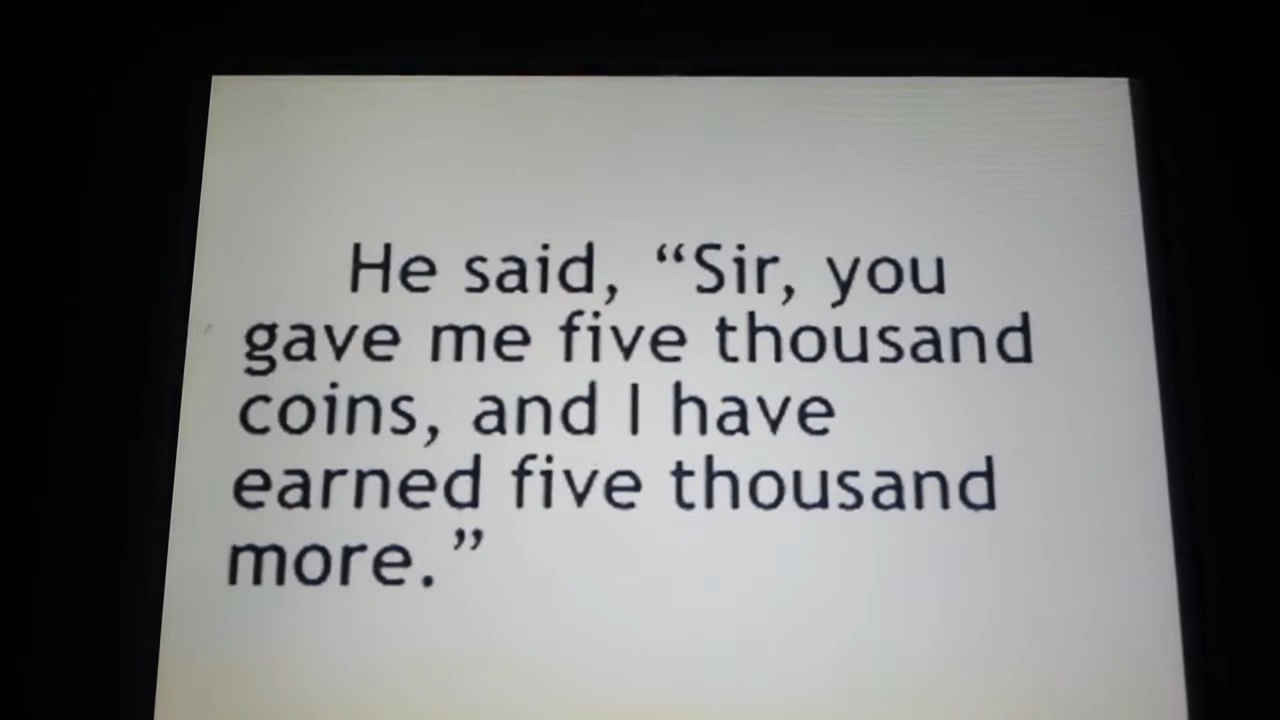 He said, “Sir, you
gave me five thousand
coins, and I have
earned five thousand
more.”